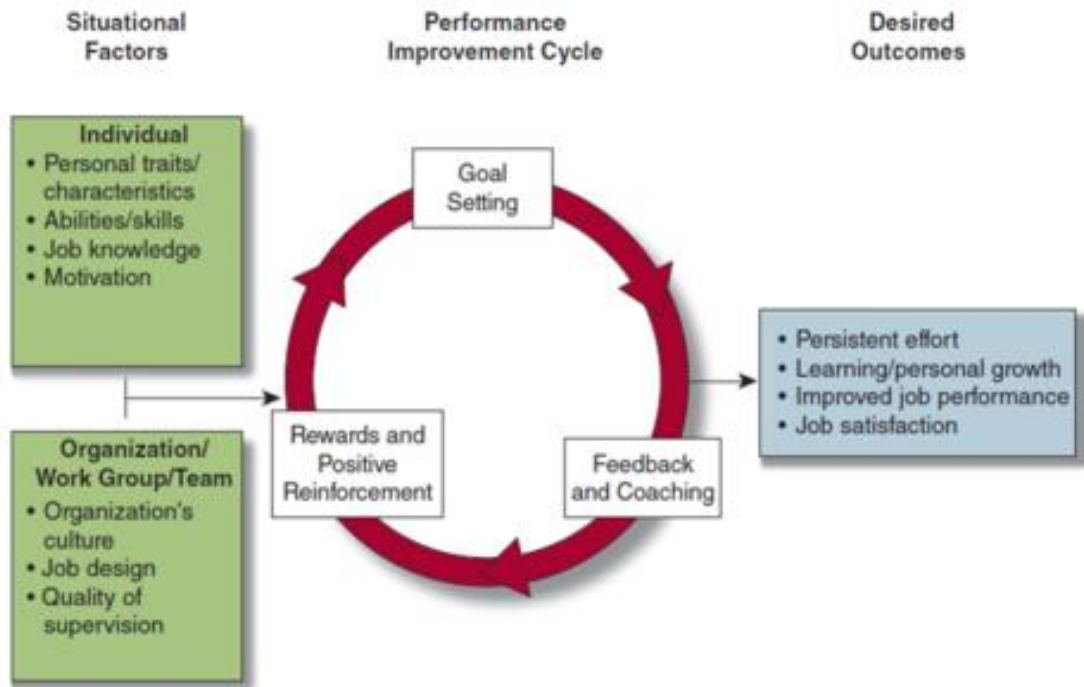 Situational
Factors
Performance
Improvement Cycle
Desired
Outcomes
Individual
• Personal traits/
characteristics
• Abilities/skills
• Job knowledge
• Motivation
Organization/
Work Group/Team
• Organization's
culture
• Job design
• Quality of
supervision
Goal
Setting
Rewards and
Positive
Reinforcement
Feedback
and Coaching
• Persistent effort
• Learning/personal growth
• Improved job performance
• Job satisfaction